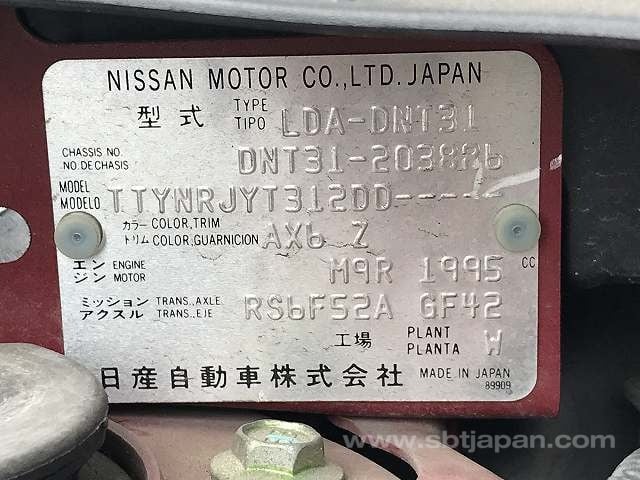 NISSAN MOTOR CO.,LTD. JAPAN
型式 TYPE TIPO LDA-DNT31
CHASSIS NO. NO. DE CHASIS DNT31-203886
MODEL MODELO TTYNRJYT312DD-----
カラー COLOR,TRIM トリム COLOR,GUARNICION AX6 Z
エンジン ENGINE MOTOR M9R 1995 CC
ミッション TRANS.,AXLE アクスル TRANS.,EJE RS6F52A GF42
工場 PLANT PLANTA W
日産自動車株式会社 MADE IN JAPAN
89909
www.sbtjapan.com